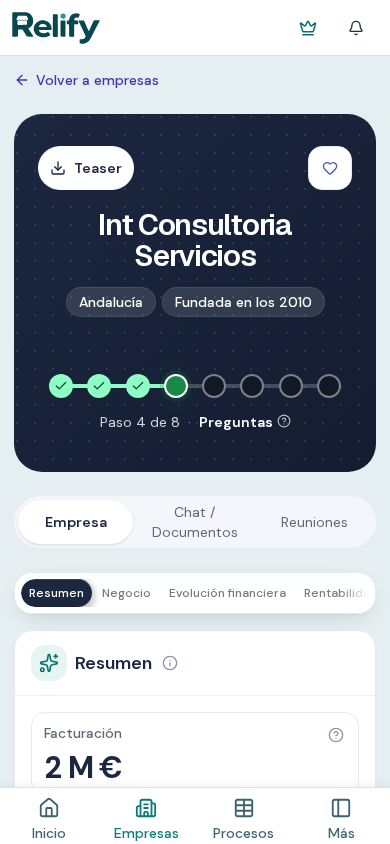 Relify
Volver a empresas
Teaser
Int Consultoria
Servicios
Andalucía
Fundada en los 2010
Paso 4 de 8 · Preguntas
Empresa
Chat /
Documentos
Reuniones
Resumen
Negocio
Evolución financiera
Rentabilida
Resumen
Facturación
2 M €
Inicio
Empresas
Procesos
Más